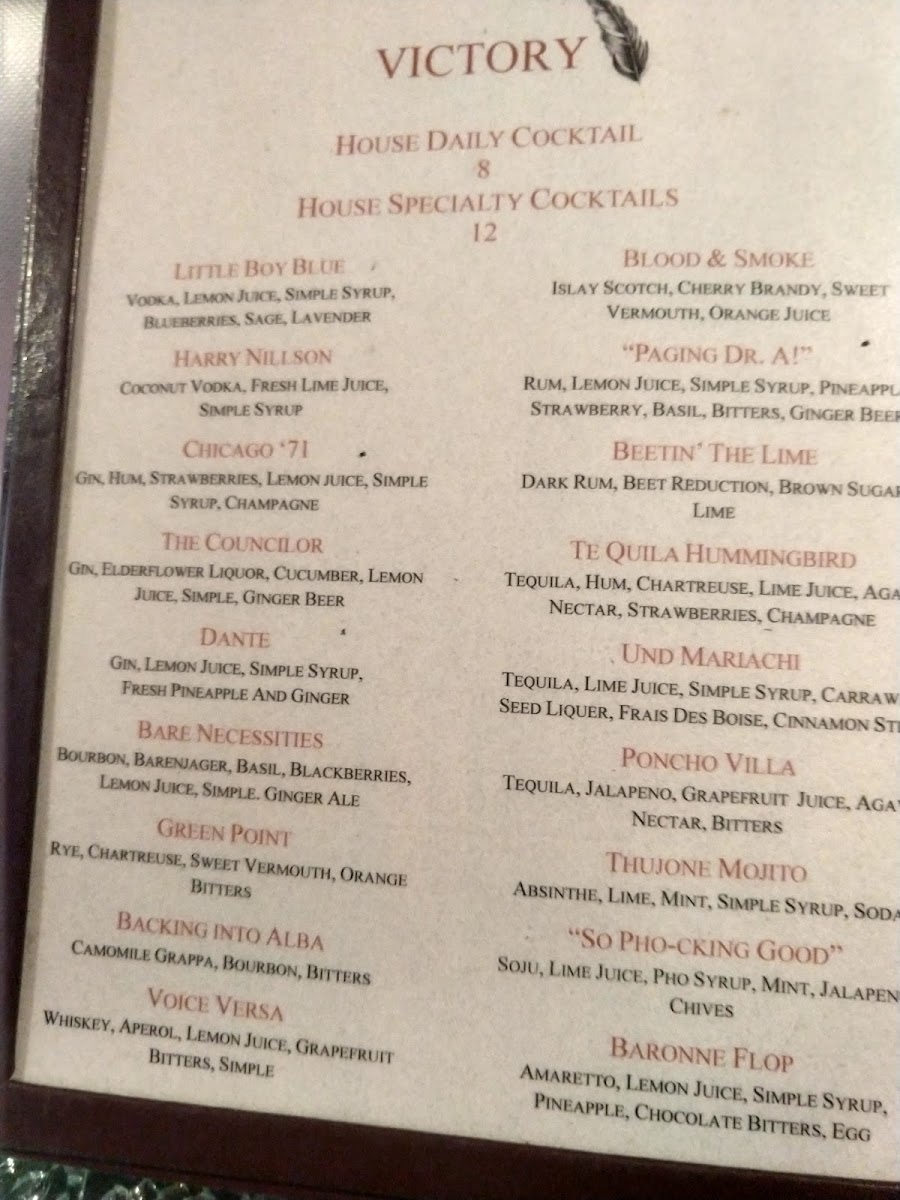 VICTORY
HOUSE DAILY COCKTAIL
8
HOUSE SPECIALTY COCKTAILS
12
LITTLE BOY BLUE
VODKA, LEMON JUICE, SIMPLE SYRUP,
BLUEBERRIES, SAGE, LAVENDER
HARRY NILLSON
COCONUT VODKA, FRESH LIME JUICE,
SIMPLE SYRUP
CHICAGO '71
GIN, HUM, STRAWBERRIES, LEMON JUICE, SIMPLE
SYRUP, CHAMPAGNE
THE COUNCILOR
GIN, ELDERFLOWER LIQUOR, CUCUMBER, LEMON
JUICE, SIMPLE, GINGER BEER
DANTE
GIN, LEMON JUICE, SIMPLE SYRUP,
FRESH PINEAPPLE AND GINGER
BARE NECESSITIES
BOURBON, BARENJAGER, BASIL, BLACKBERRIES,
LEMON JUICE, SIMPLE. GINGER ALE
GREEN POINT
RYE, CHARTREUSE, SWEET VERMOUTH, ORANGE
BITTERS
BACKING INTO ALBA
CAMOMILE GRAPPA, BOURBON, BITTERS
VOICE VERSA
WHISKEY, APEROL, LEMON JUICE, GRAPEFRUIT
BITTERS, SIMPLE
BLOOD & SMOKE
ISLAY SCOTCH, CHERRY BRANDY, SWEET
VERMOUTH, ORANGE JUICE
"PAGING DR. A!"
RUM, LEMON JUICE, SIMPLE SYRUP, PINEAPPL
STRAWBERRY, BASIL, BITTERS, GINGER BEER
BEETIN' THE LIME
DARK RUM, BEET REDUCTION, BROWN SUGAR
LIME
TE QUILA HUMMINGBIRD
TEQUILA, HUM, CHARTREUSE, LIME JUICE, AGA
NECTAR, STRAWBERRIES, CHAMPAGNE
UND MARIACHI
TEQUILA, LIME JUICE, SIMPLE SYRUP, CARRAW
SEED LIQUER, FRAIS DES BOISE, CINNAMON STI
PONCHO VILLA
TEQUILA, JALAPENO, GRAPEFRUIT JUICE, AGAV
NECTAR, BITTERS
THUJONE MOJITO
ABSINTHE, LIME, MINT, SIMPLE SYRUP, SODA
"SO PHO-CKING GOOD"
SOJU, LIME JUICE, PHO SYRUP, MINT, JALAPEN
CHIVES
BARONNE FLOP
AMARETTO, LEMON JUICE, SIMPLE SYRUP,
PINEAPPLE, CHOCOLATE BITTERS, EGG